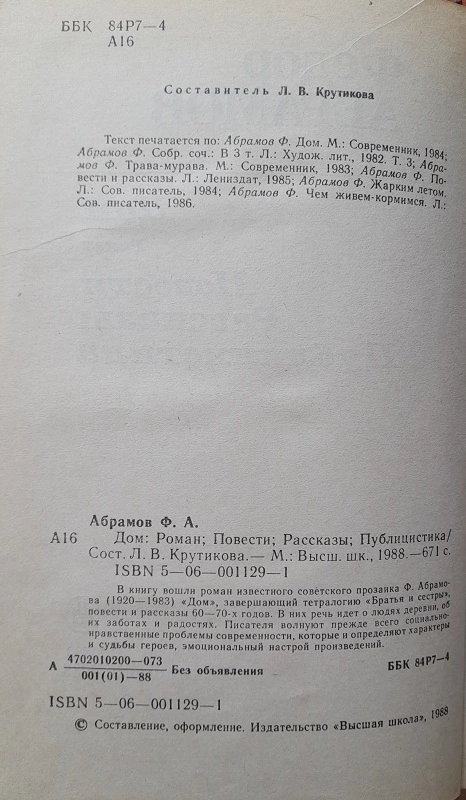 ББК 84Р7—4
А16
Составитель Л. В. Крутикова
Текст печатается по: Абрамов Ф. Дом. М.: Современник, 1984;
Абрамов Ф. Собр. соч.: В 3 т. Л.: Худож. лит., 1982. Т. 3; Абра-
мов Ф. Трава-мурава. М.: Современник, 1983; Абрамов Ф. По-
вести и рассказы. Л.: Лениздат, 1985; Абрамов Ф. Жарким летом.
Л.: Сов. писатель, 1984; Абрамов Ф. Чем живем-кормимся. Л.:
Сов. писатель, 1986.
Абрамов Ф. А.
А16 Дом: Роман; Повести; Рассказы; Публицистика/
Сост. Л. В. Крутикова.— М.: Высш. шк., 1988.—671 с.
ISBN 5—06—001129—1
В книгу вошли роман известного советского прозаика Ф. Абрамо-
ва (1920—1983) «Дом», завершающий тетралогию «Братья и сестры»,
повести и рассказы 60—70-х годов. В них речь идет о людях деревни, об
их заботах и радостях. Писателя волнуют прежде всего социально-
нравственные проблемы современности, которые и определяют характеры
и судьбы героев, эмоциональный настрой произведений.
А 4702010200—073
001(01)—88 Без объявления ББК 84Р7—4
ISBN 5—06—001129—1
© Составление, оформление. Издательство «Высшая школа», 1988